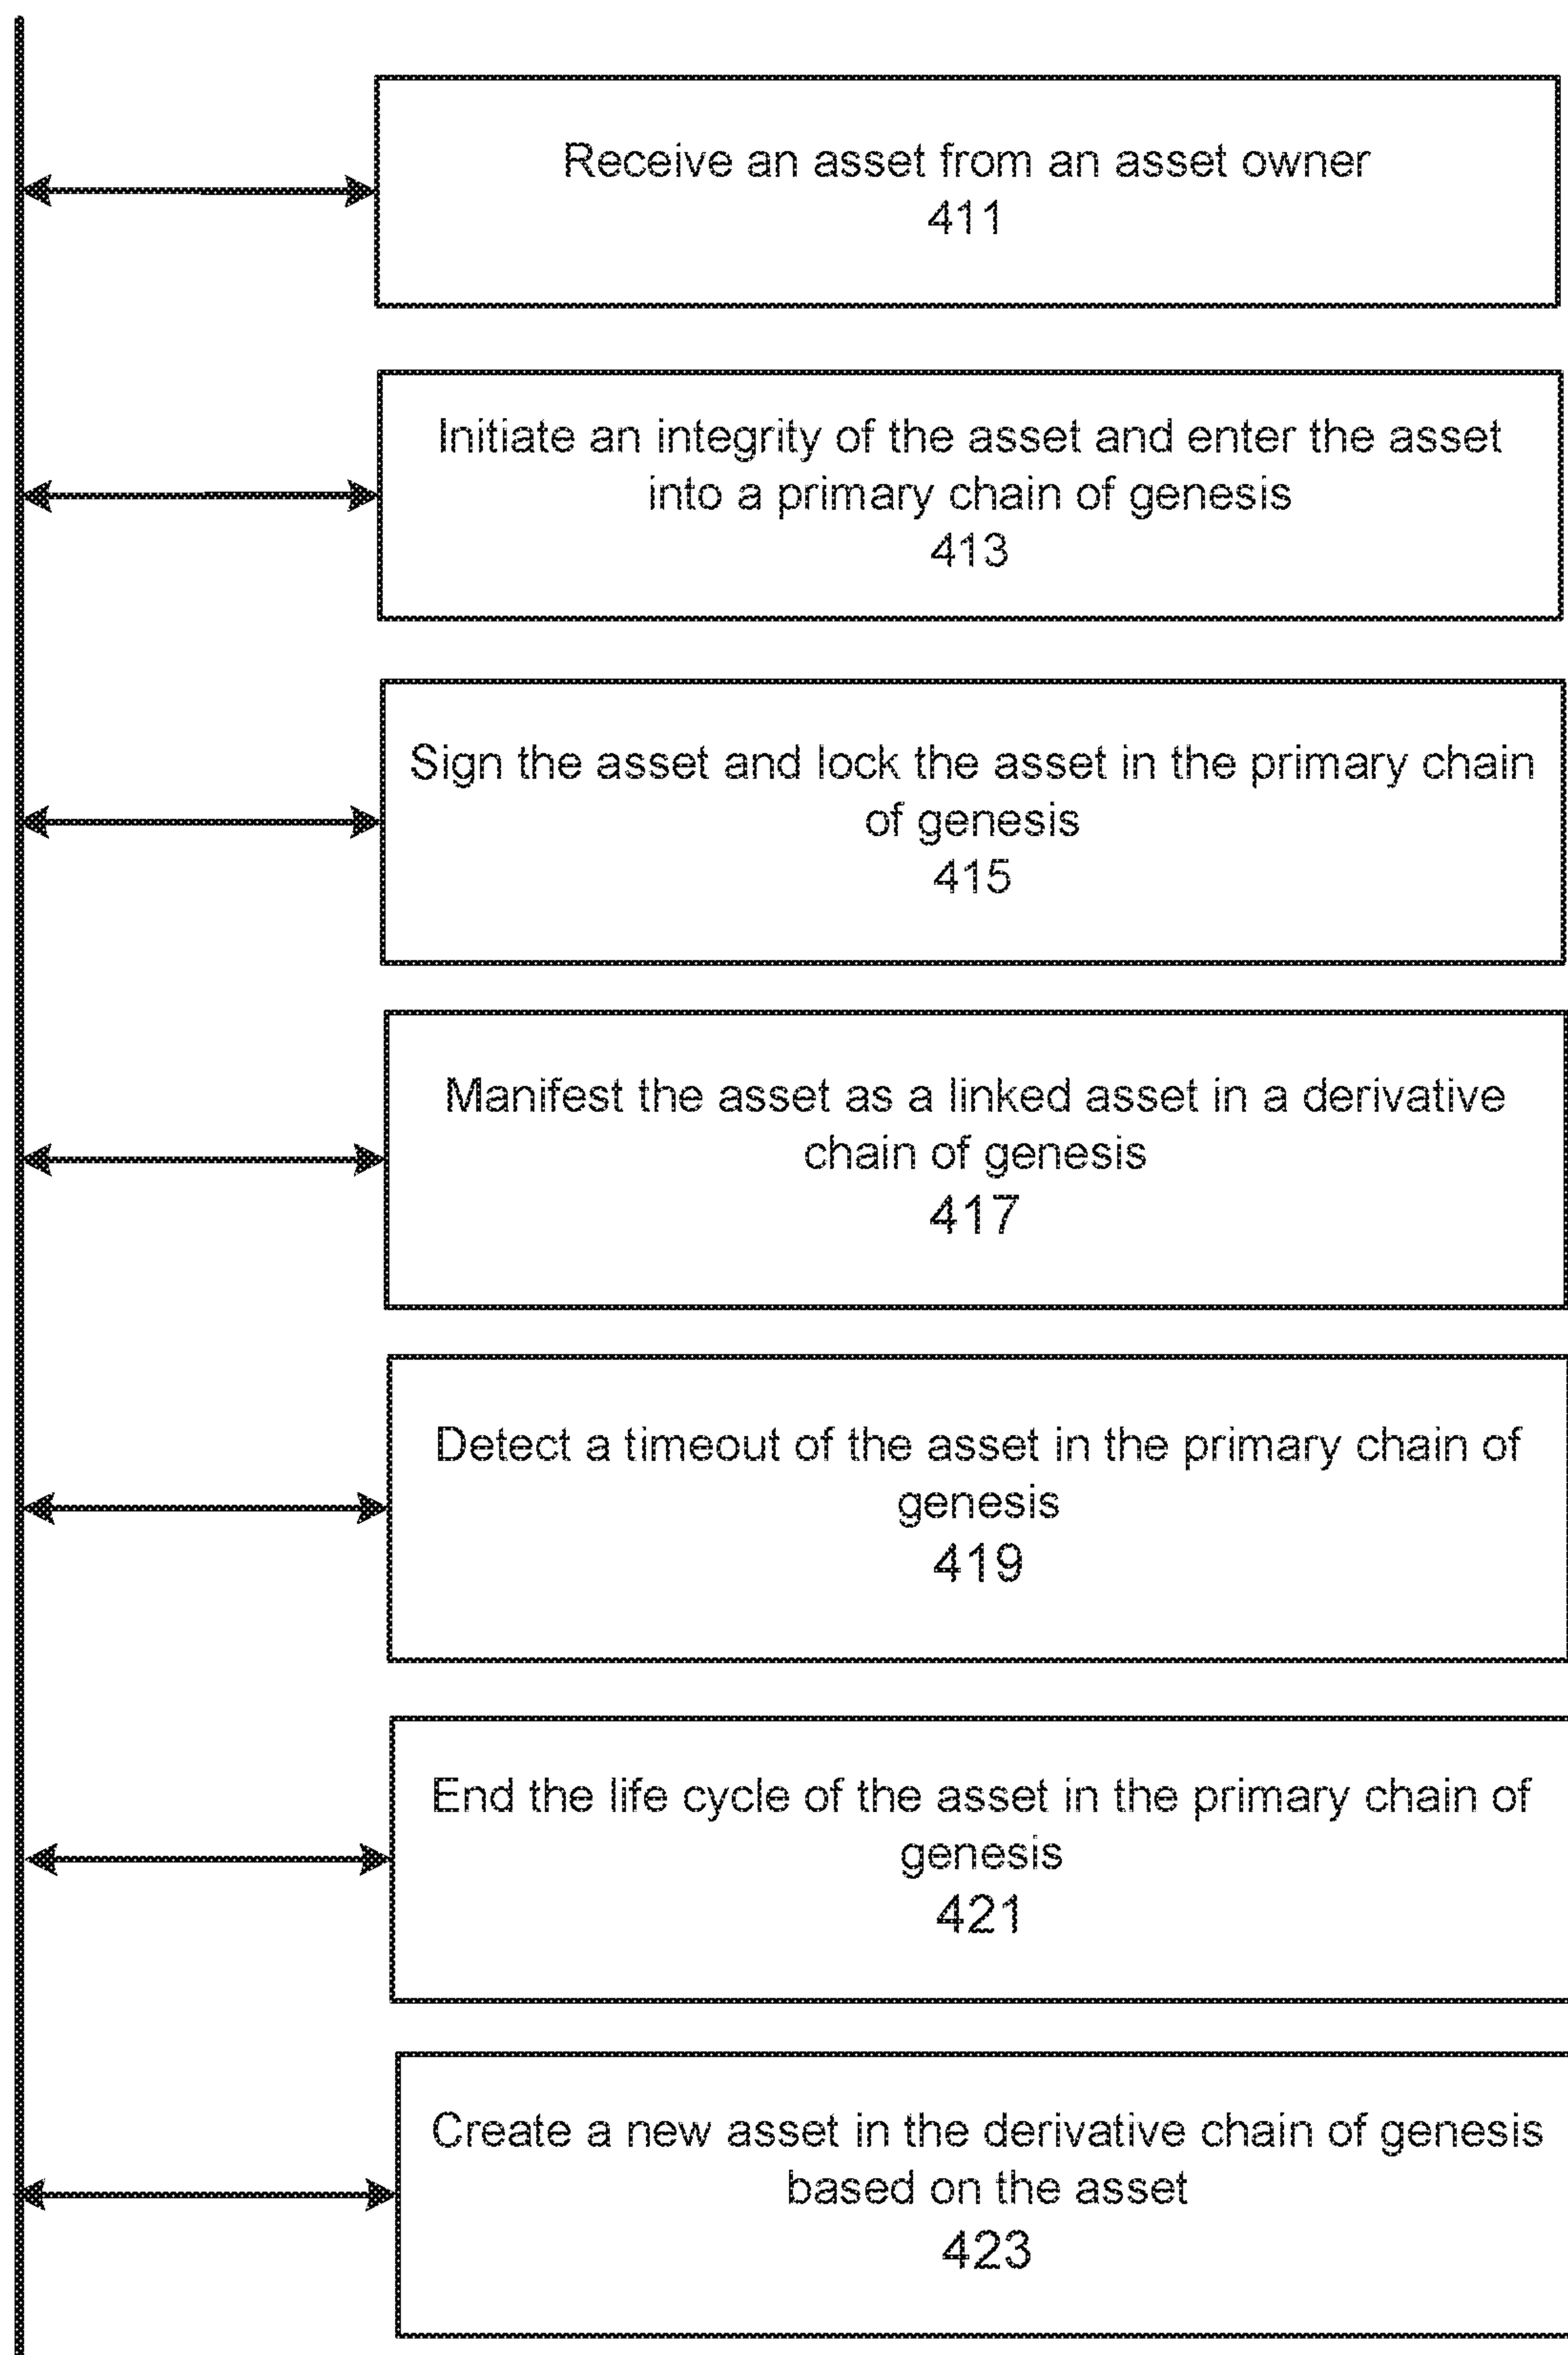 Receive an asset from an asset owner
411
Initiate an integrity of the asset and enter the asset
into a primary chain of genesis
413
Sign the asset and lock the asset in the primary chain
of genesis
415
Manifest the asset as a linked asset in a derivative
chain of genesis
417
Detect a timeout of the asset in the primary chain of
genesis
419
End the life cycle of the asset in the primary chain of
genesis
421
Create a new asset in the derivative chain of genesis
based on the asset
423